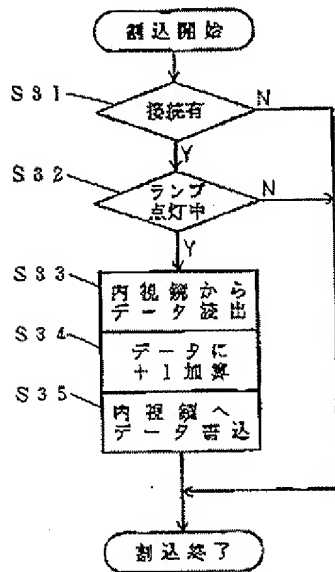 割込開始
S31
接続有
N
Y
S32
ランプ
点灯中
N
Y
S33
内視鏡から
データ読出
S34
データに
+1加算
S35
内視鏡へ
データ書込
割込終了